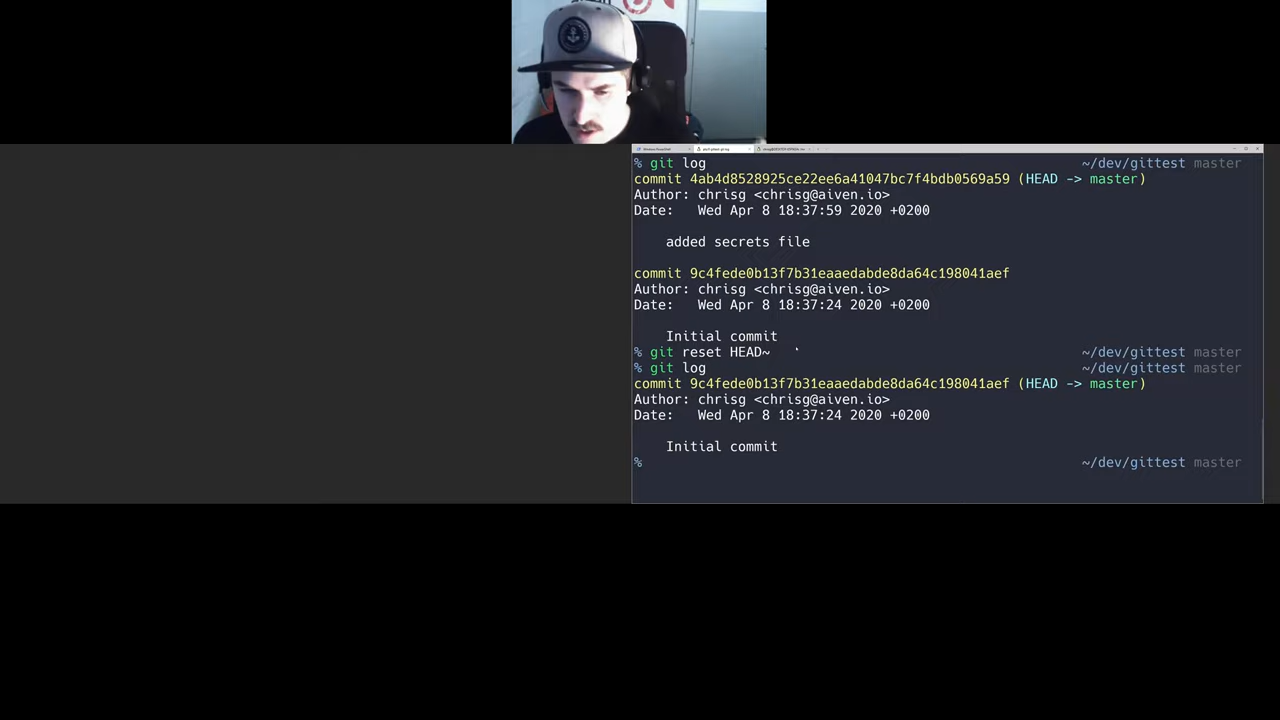 % git log ~/dev/gittest master
commit 4ab4d8528925ce22ee6a41047bc7f4bdb0569a59 (HEAD -> master)
Author: chrisg <chrisg@aiven.io>
Date:   Wed Apr 8 18:37:59 2020 +0200
added secrets file
commit 9c4fede0b13f7b31eaaedabde8da64c198041aef
Author: chrisg <chrisg@aiven.io>
Date:   Wed Apr 8 18:37:24 2020 +0200
Initial commit
% git reset HEAD~ ~/dev/gittest master
% git log ~/dev/gittest master
commit 9c4fede0b13f7b31eaaedabde8da64c198041aef (HEAD -> master)
Author: chrisg <chrisg@aiven.io>
Date:   Wed Apr 8 18:37:24 2020 +0200
Initial commit
% ~/dev/gittest master